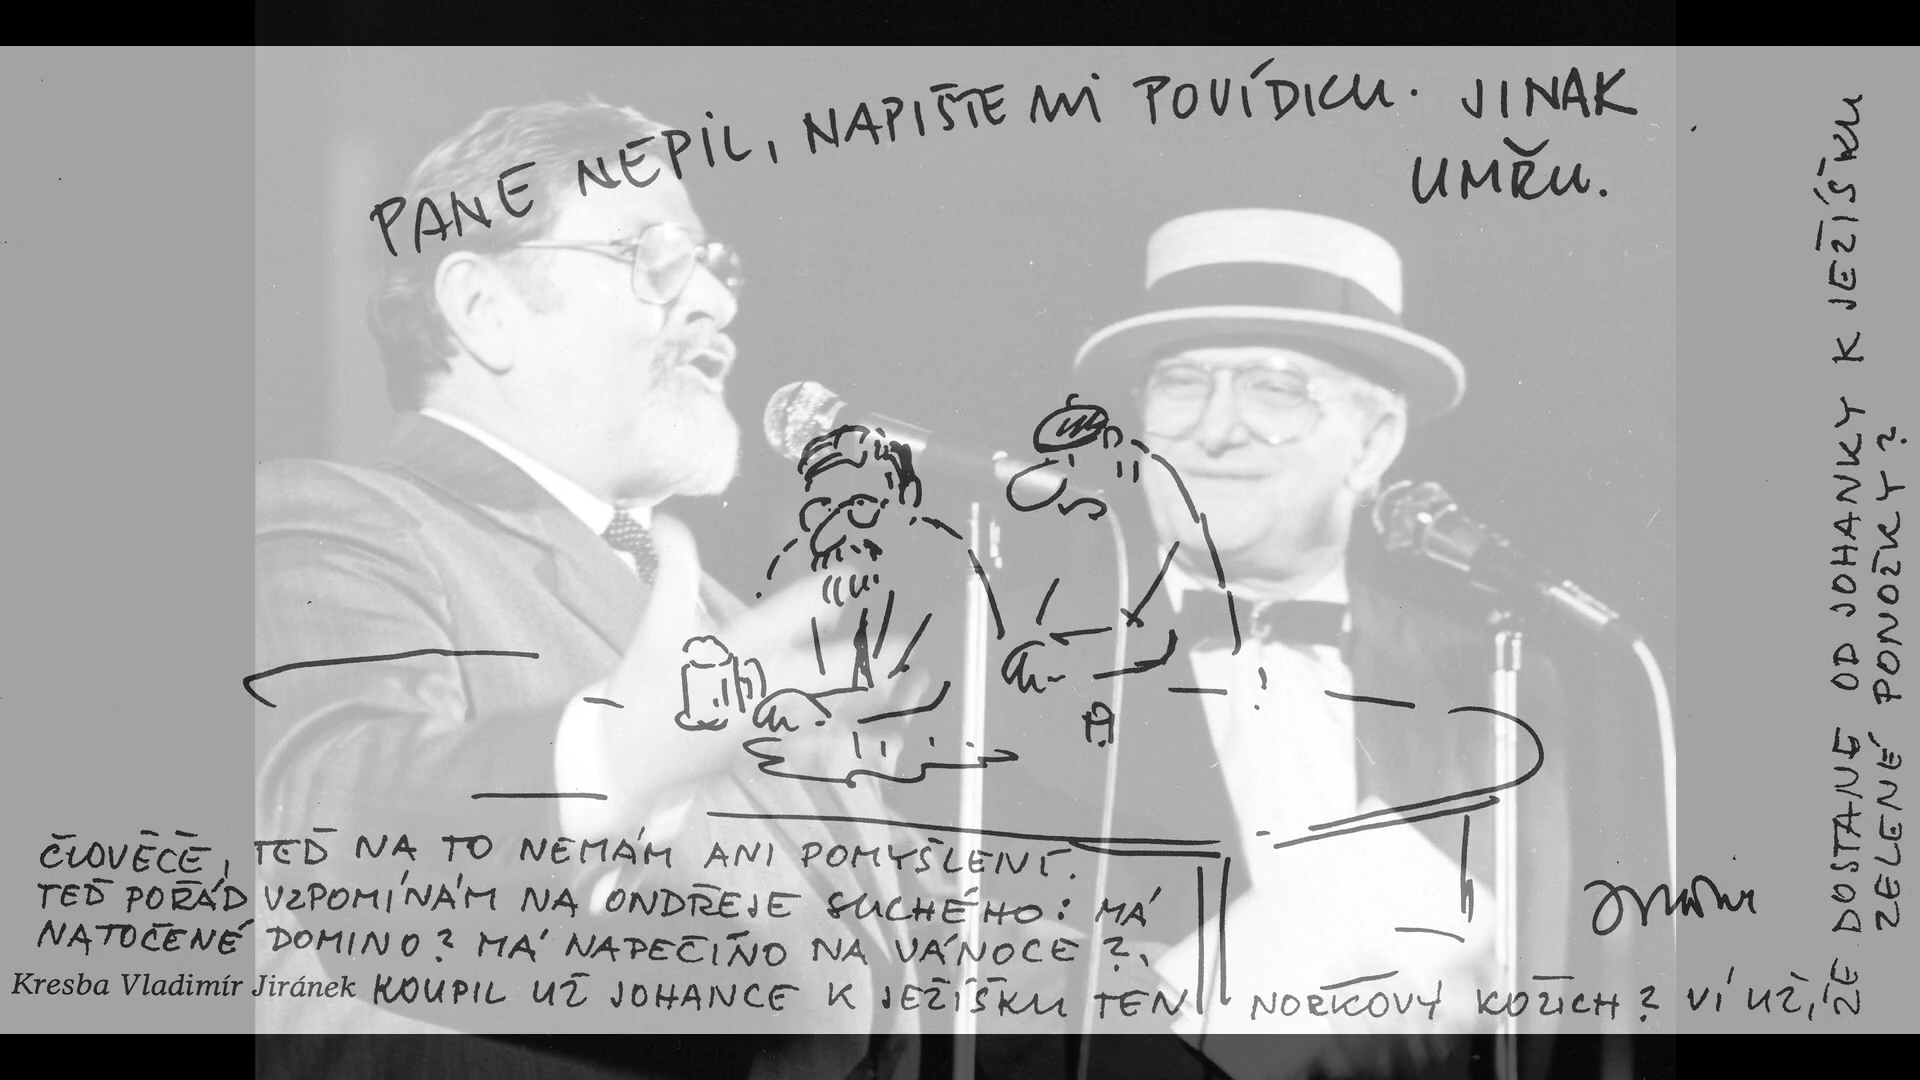 PANE NEPIL, NAPIŠTE MI POVÍDKU. JINAK
UMŘU.
ČLOVĚČE, TEĎ NA TO NEMÁM ANI POMYŠLENÍ.
TEĎ POŘÁD VZPOMÍNÁM NA ONDŘEJE SUCHÉHO: MÁ
NATOČENÉ DOMINO? MÁ NAPEČÍNO NA VÁNOCE?
KOUPIL UŽ JOHANCE K JEŽÍŠKU TEN NORKOVÝ KOŽICH? VÍ UŽ,
ŽE DOSTANE OD JOHANKY K JEŽÍŠKU
ZELENÉ PONOŽKY?
Kresba Vladimír Jiránek